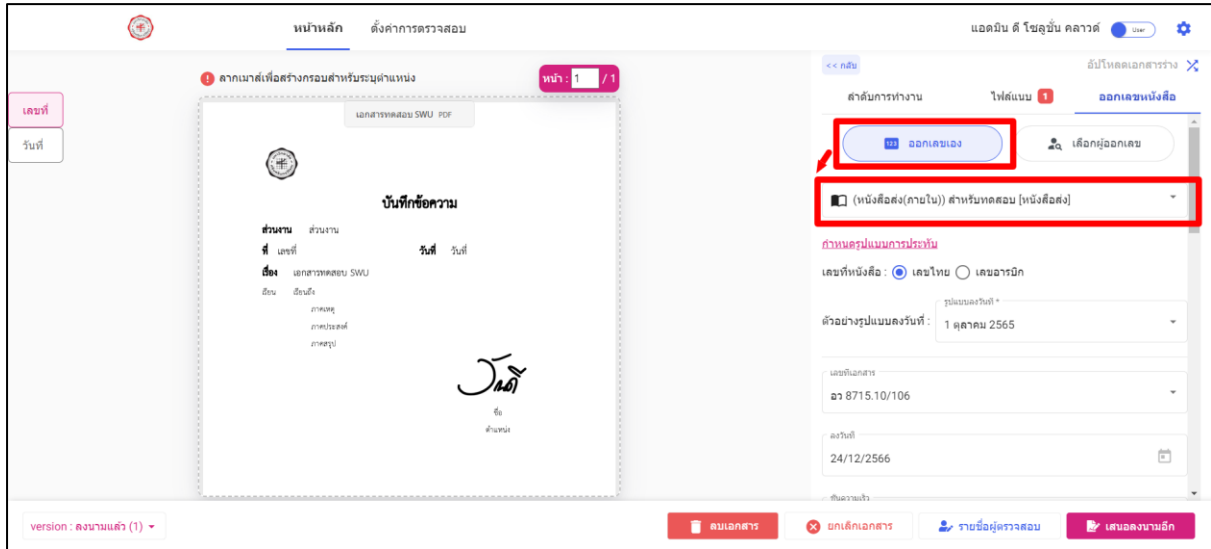 หน้าหลัก ตั้งค่าการตรวจสอบ แอดมิน ดี โซลูชั่น คลาวด์ User
<< กลับ อัปโหลดเอกสารร่าง
ลากเมาส์เพื่อสร้างกรอบสำหรับระบุตำแหน่ง หน้า : 1 / 1
ลำดับการทำงาน ไฟล์แนบ 1 ออกเลขหนังสือ
เลขที่
วันที่
เอกสารทดสอบ SWU PDF
บันทึกข้อความ
ส่วนงาน ส่วนงาน
ที่ เลขที่ วันที่ วันที่
เรื่อง เอกสารทดสอบ SWU
เรียน เรียนถึง
ภาคเหตุ
ภาคประสงค์
ภาคสรุป
วันดี
ชื่อ
ตำแหน่ง
123 ออกเลขเอง เลือกผู้ออกเลข
(หนังสือส่ง(ภายใน)) สำหรับทดสอบ [หนังสือส่ง]
กำหนดรูปแบบการประทับ
เลขที่หนังสือ : เลขไทย เลขอารบิก
รูปแบบลงวันที่ *
ตัวอย่างรูปแบบลงวันที่ : 1 ตุลาคม 2565
เลขที่เอกสาร
อว 8715.10/106
ลงวันที่
24/12/2566
ชั้นความเร็ว
version : ลงนามแล้ว (1) ลบเอกสาร ยกเลิกเอกสาร รายชื่อผู้ตรวจสอบ เสนอลงนามอีก